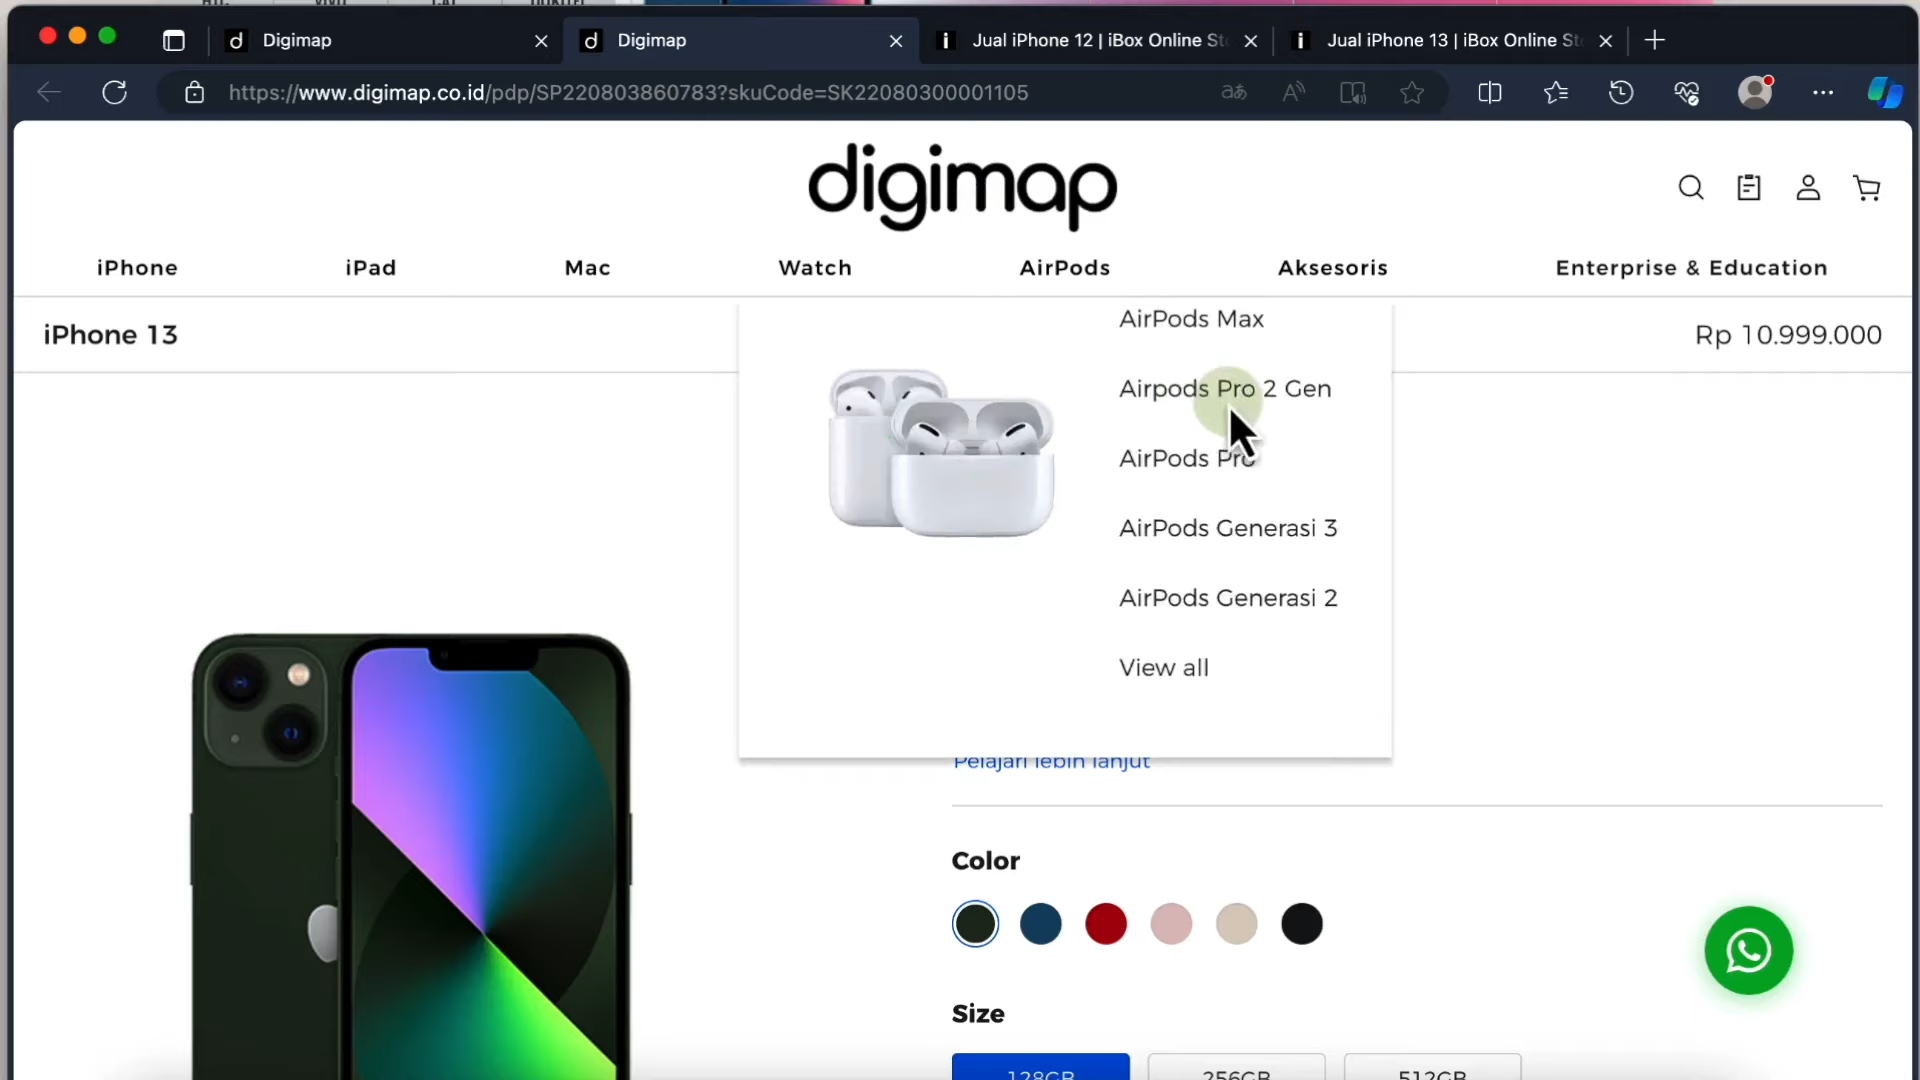 Digimap
Digimap
Jual iPhone 12 | iBox Online St
Jual iPhone 13 | iBox Online St
https://www.digimap.co.id/pdp/SP220803860783?skuCode=SK22080300001105
digimap
iPhone
iPad
Mac
Watch
AirPods
Aksesoris
Enterprise & Education
iPhone 13
Rp 10.999.000
AirPods Max
Airpods Pro 2 Gen
AirPods Pro
AirPods Generasi 3
AirPods Generasi 2
View all
Pelajari lebih lanjut
Color
Size
128GB
256GB
512GB